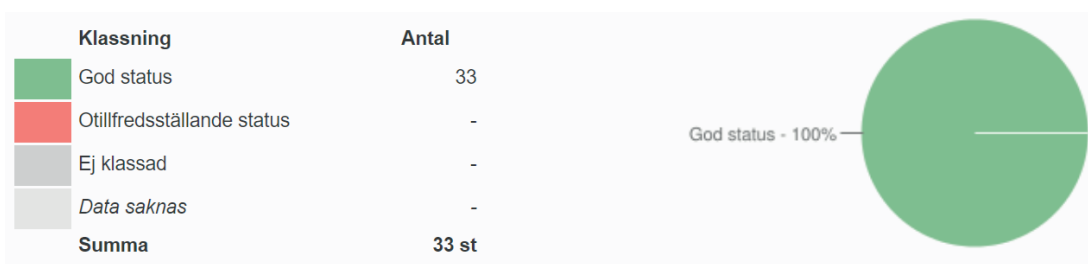 Klassning Antal
God status 33
Otillfredsställande status -
God status - 100%
Ej klassad -
Data saknas -
Summa 33 st